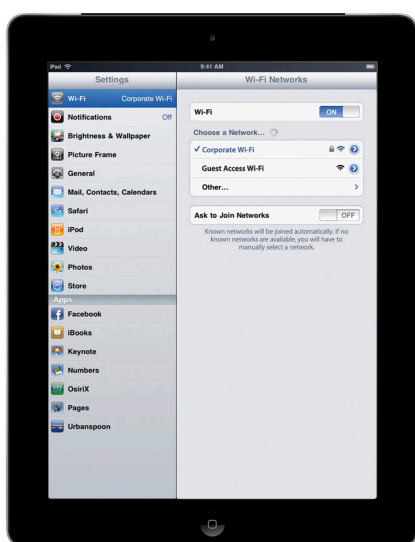 iPad 9:41 AM
Settings
Wi-Fi Corporate Wi-Fi
Notifications Off
Brightness & Wallpaper
Picture Frame
General
Mail, Contacts, Calendars
Safari
iPod
Video
Photos
Store
Apps
Facebook
iBooks
Keynote
Numbers
OsiriX
Pages
Urbanspoon
Wi-Fi Networks
Wi-Fi ON
Choose a Network...
Corporate Wi-Fi
Guest Access Wi-Fi
Other...
Ask to Join Networks OFF
Known networks will be joined automatically. If no
known networks are available, you will have to
manually select a network.